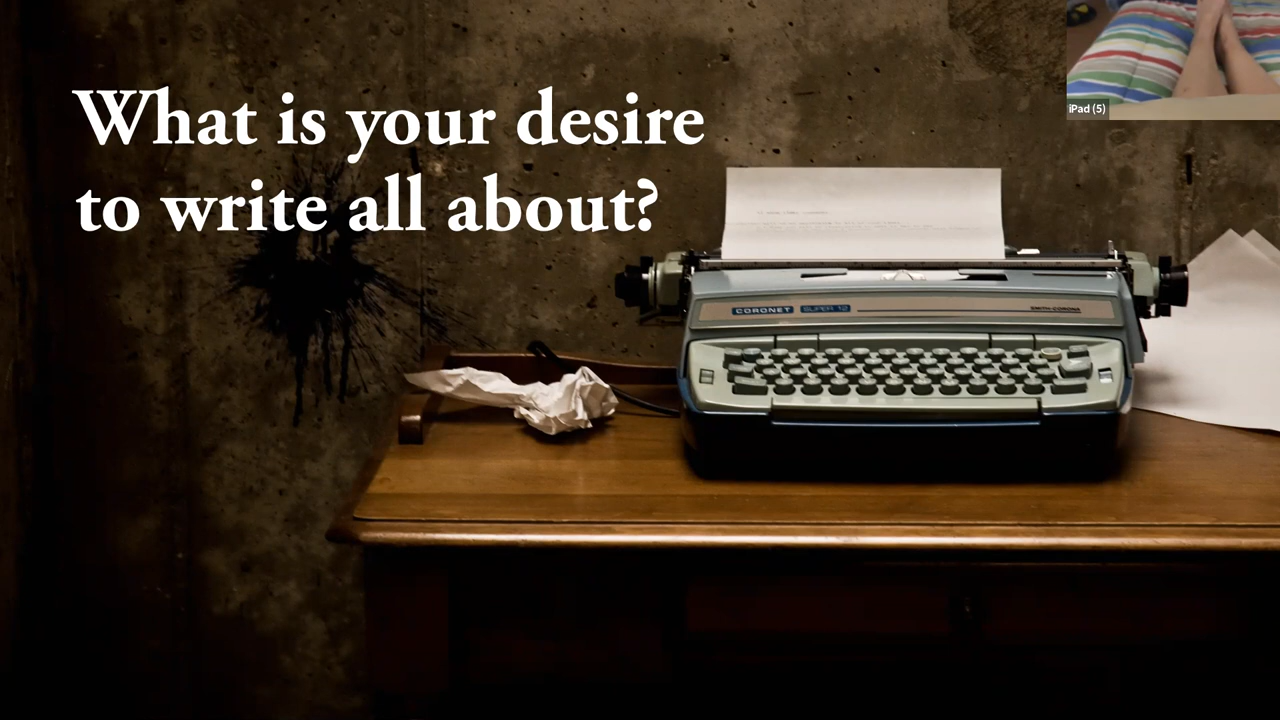 What is your desire
to write all about?
iPad (5)
CORONET SUPER 12
SMITH-CORONA